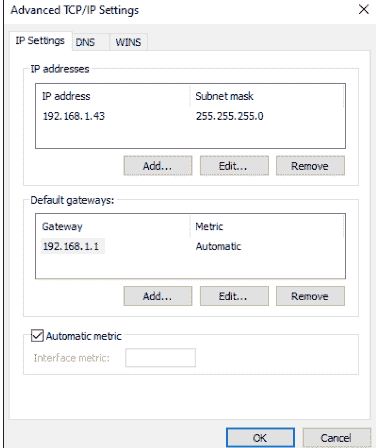 Advanced TCP/IP Settings
IP Settings DNS WINS
IP addresses
IP address Subnet mask
192.168.1.43 255.255.255.0
Add... Edit... Remove
Default gateways:
Gateway Metric
192.168.1.1 Automatic
Add... Edit... Remove
Automatic metric
Interface metric:
OK Cancel